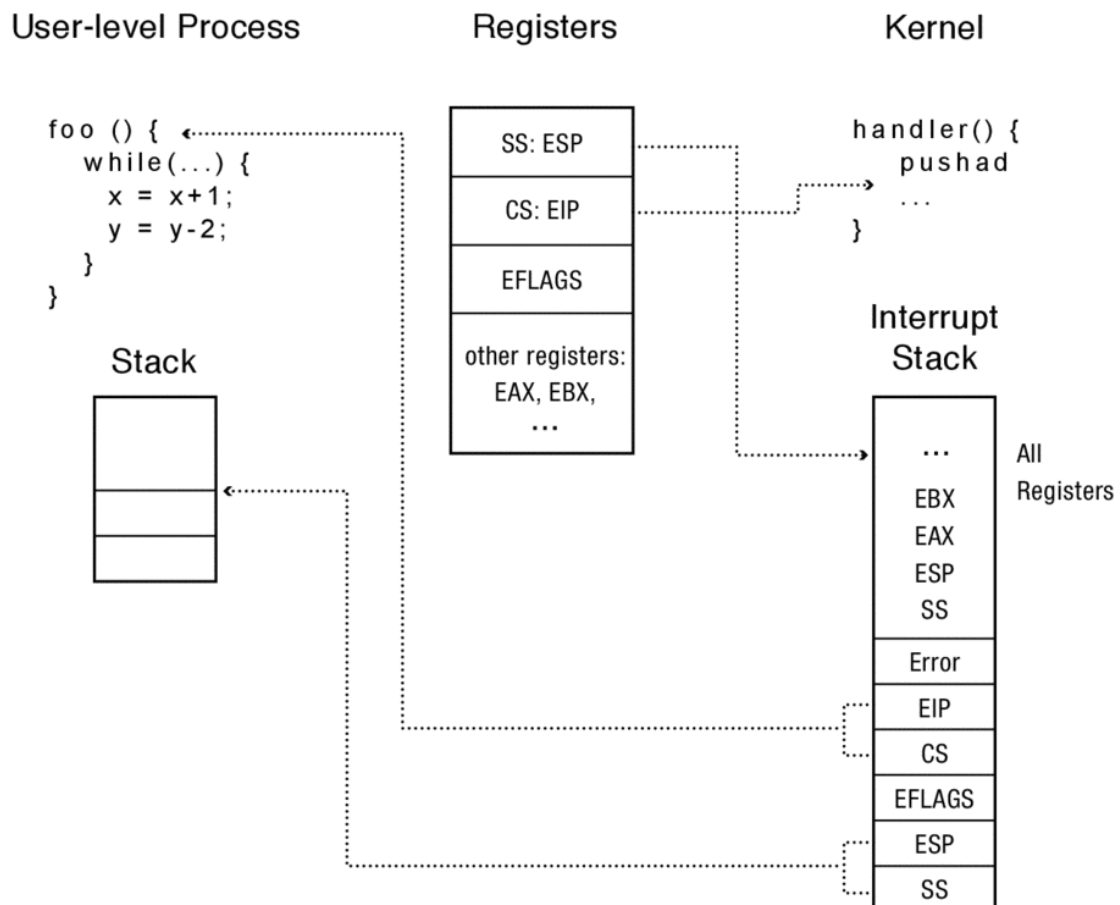 User-level Process
Registers
Kernel
foo () {
while(...) {
x = x+1;
y = y-2;
}
}
Stack
SS: ESP
CS: EIP
EFLAGS
other registers:
EAX, EBX,
...
handler() {
pushad
...
}
Interrupt
Stack
...
EBX
EAX
ESP
SS
All
Registers
Error
EIP
CS
EFLAGS
ESP
SS